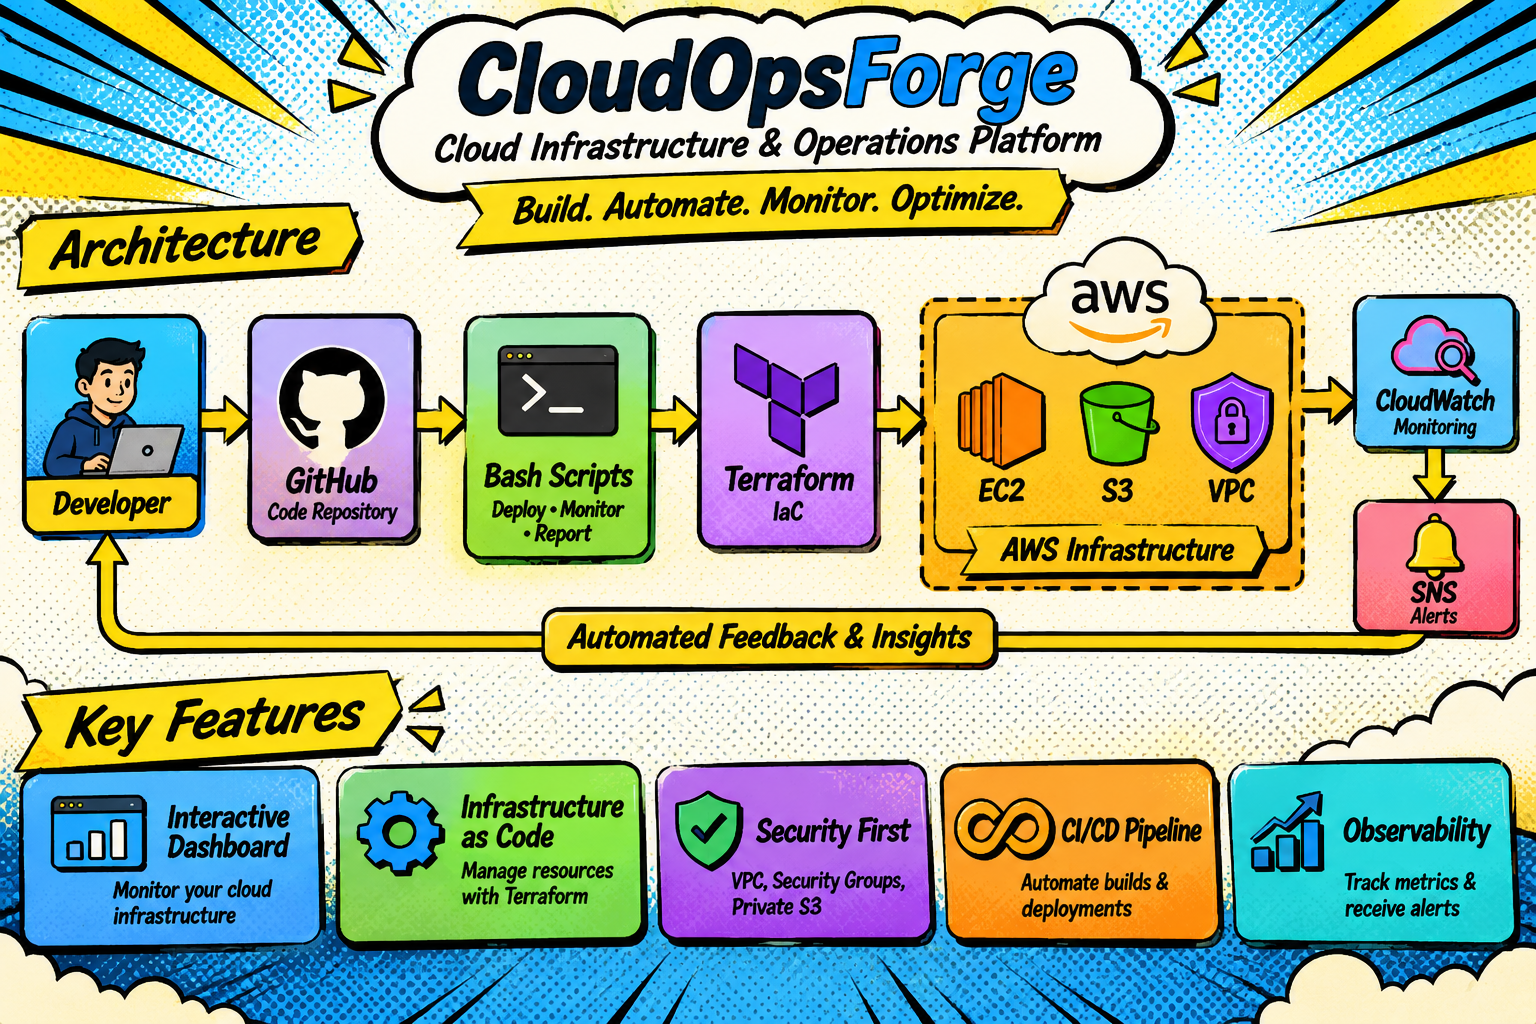 CloudOpsForge
Cloud Infrastructure & Operations Platform
Build. Automate. Monitor. Optimize.
Architecture
Developer
GitHub
Code Repository
Bash Scripts
Deploy • Monitor
• Report
Terraform
IaC
aws
EC2
S3
VPC
AWS Infrastructure
CloudWatch
Monitoring
SNS
Alerts
Automated Feedback & Insights
Key Features
Interactive
Dashboard
Monitor your cloud
infrastructure
Infrastructure
as Code
Manage resources
with Terraform
Security First
VPC, Security Groups,
Private S3
CI/CD Pipeline
Automate builds &
deployments
Observability
Track metrics &
receive alerts